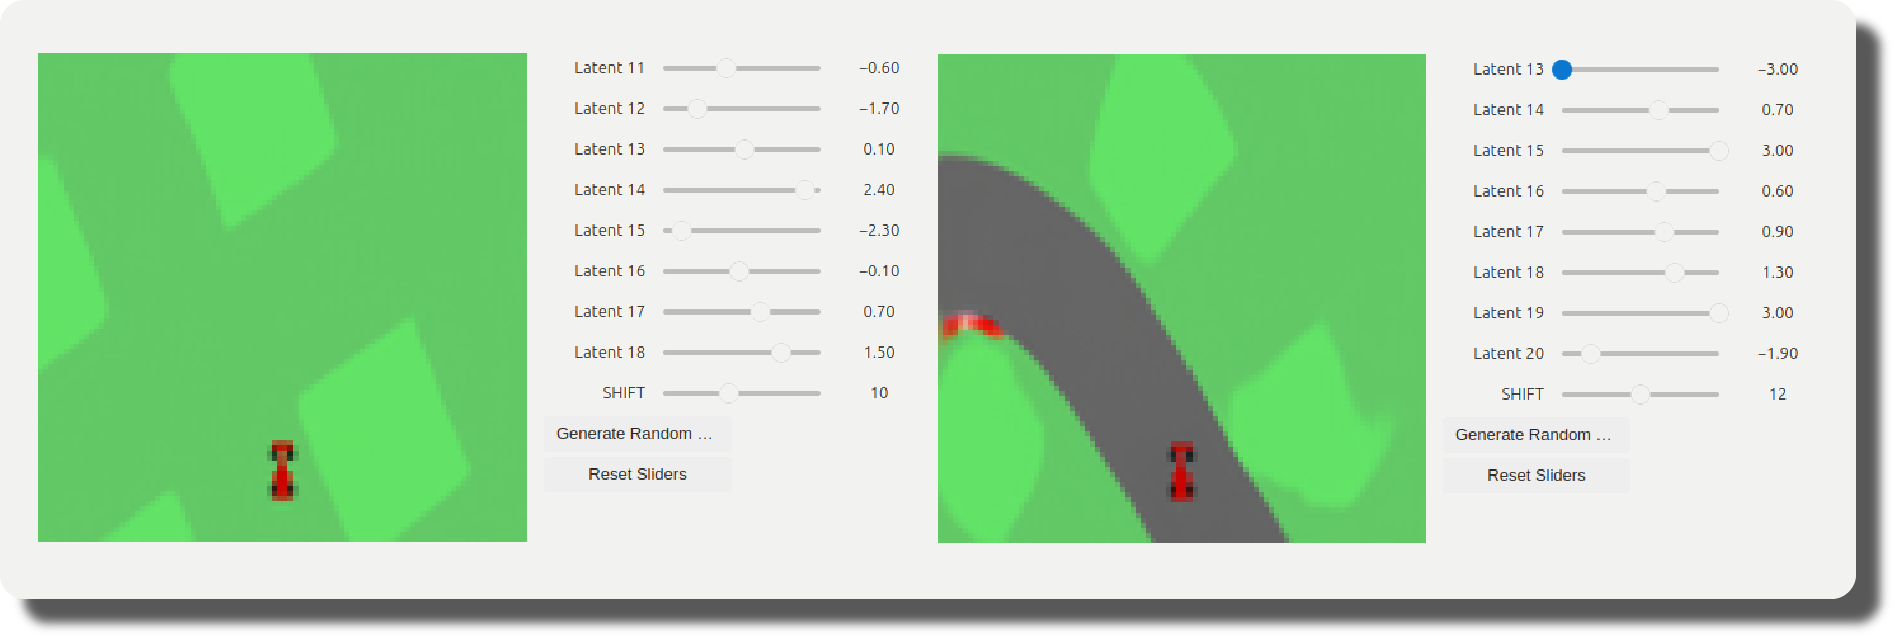 Latent 11 −0.60
Latent 12 −1.70
Latent 13 0.10
Latent 14 2.40
Latent 15 −2.30
Latent 16 −0.10
Latent 17 0.70
Latent 18 1.50
SHIFT 10
Generate Random ...
Reset Sliders
Latent 13 −3.00
Latent 14 0.70
Latent 15 3.00
Latent 16 0.60
Latent 17 0.90
Latent 18 1.30
Latent 19 3.00
Latent 20 −1.90
SHIFT 12
Generate Random ...
Reset Sliders